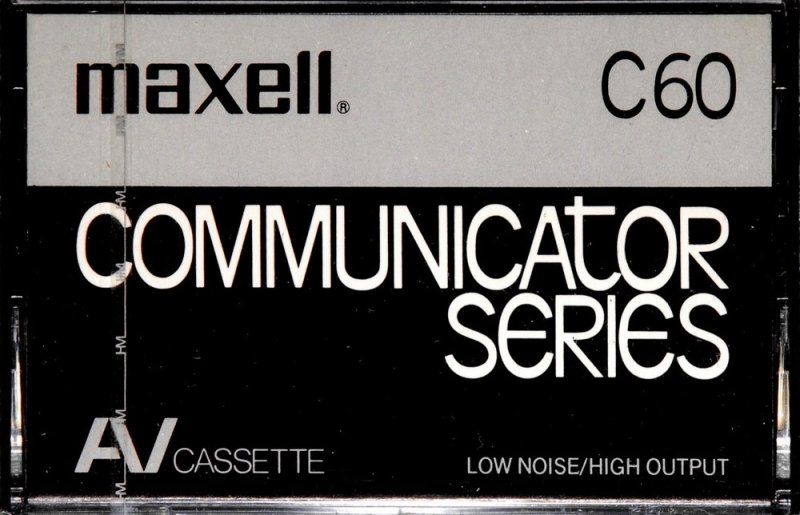 maxell®
C60
COMMUNICAtOR
SERIES
AV CASSETTE
LOW NOISE/HIGH OUTPUT